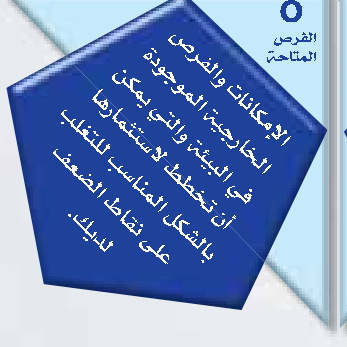 O
الفرص
المتاحة
الإمكانات والفرص
الخارجية الموجودة
في البيئة والتي يمكن
أن تخطط لاستثمارها
بالشكل المناسب للتغلب
على نقاط الضعف
لديك.